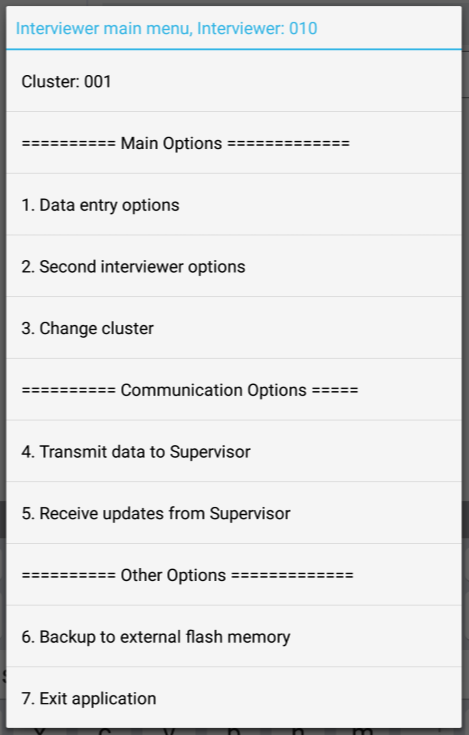 Interviewer main menu, Interviewer: 010
Cluster: 001
========== Main Options =============
1. Data entry options
2. Second interviewer options
3. Change cluster
========== Communication Options =====
4. Transmit data to Supervisor
5. Receive updates from Supervisor
========== Other Options =============
6. Backup to external flash memory
7. Exit application